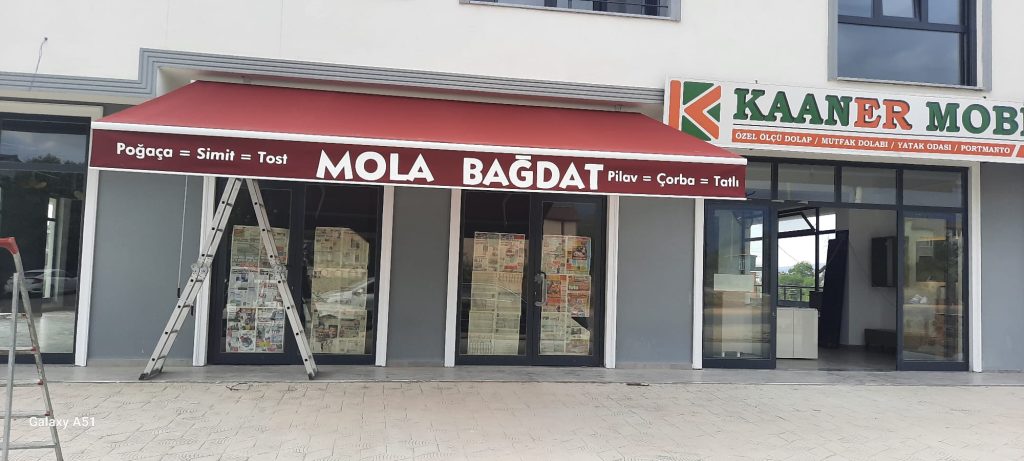 Poğaça = Simit = Tost
MOLA BAĞDAT
Pilav = Çorba = Tatlı
KAANER MOB
ÖZEL ÖLÇÜ DOLAP / MUTFAK DOLABI / YATAK ODASI / PORTMANTO /
Galaxy A51